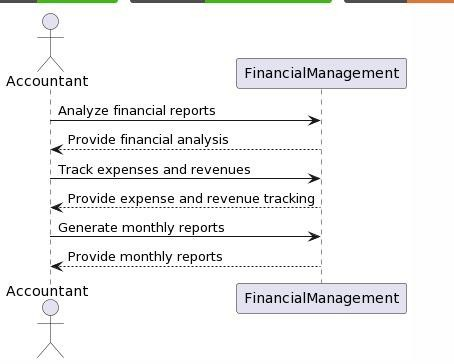 Accountant
FinancialManagement
Analyze financial reports
Provide financial analysis
Track expenses and revenues
Provide expense and revenue tracking
Generate monthly reports
Provide monthly reports
Accountant
FinancialManagement